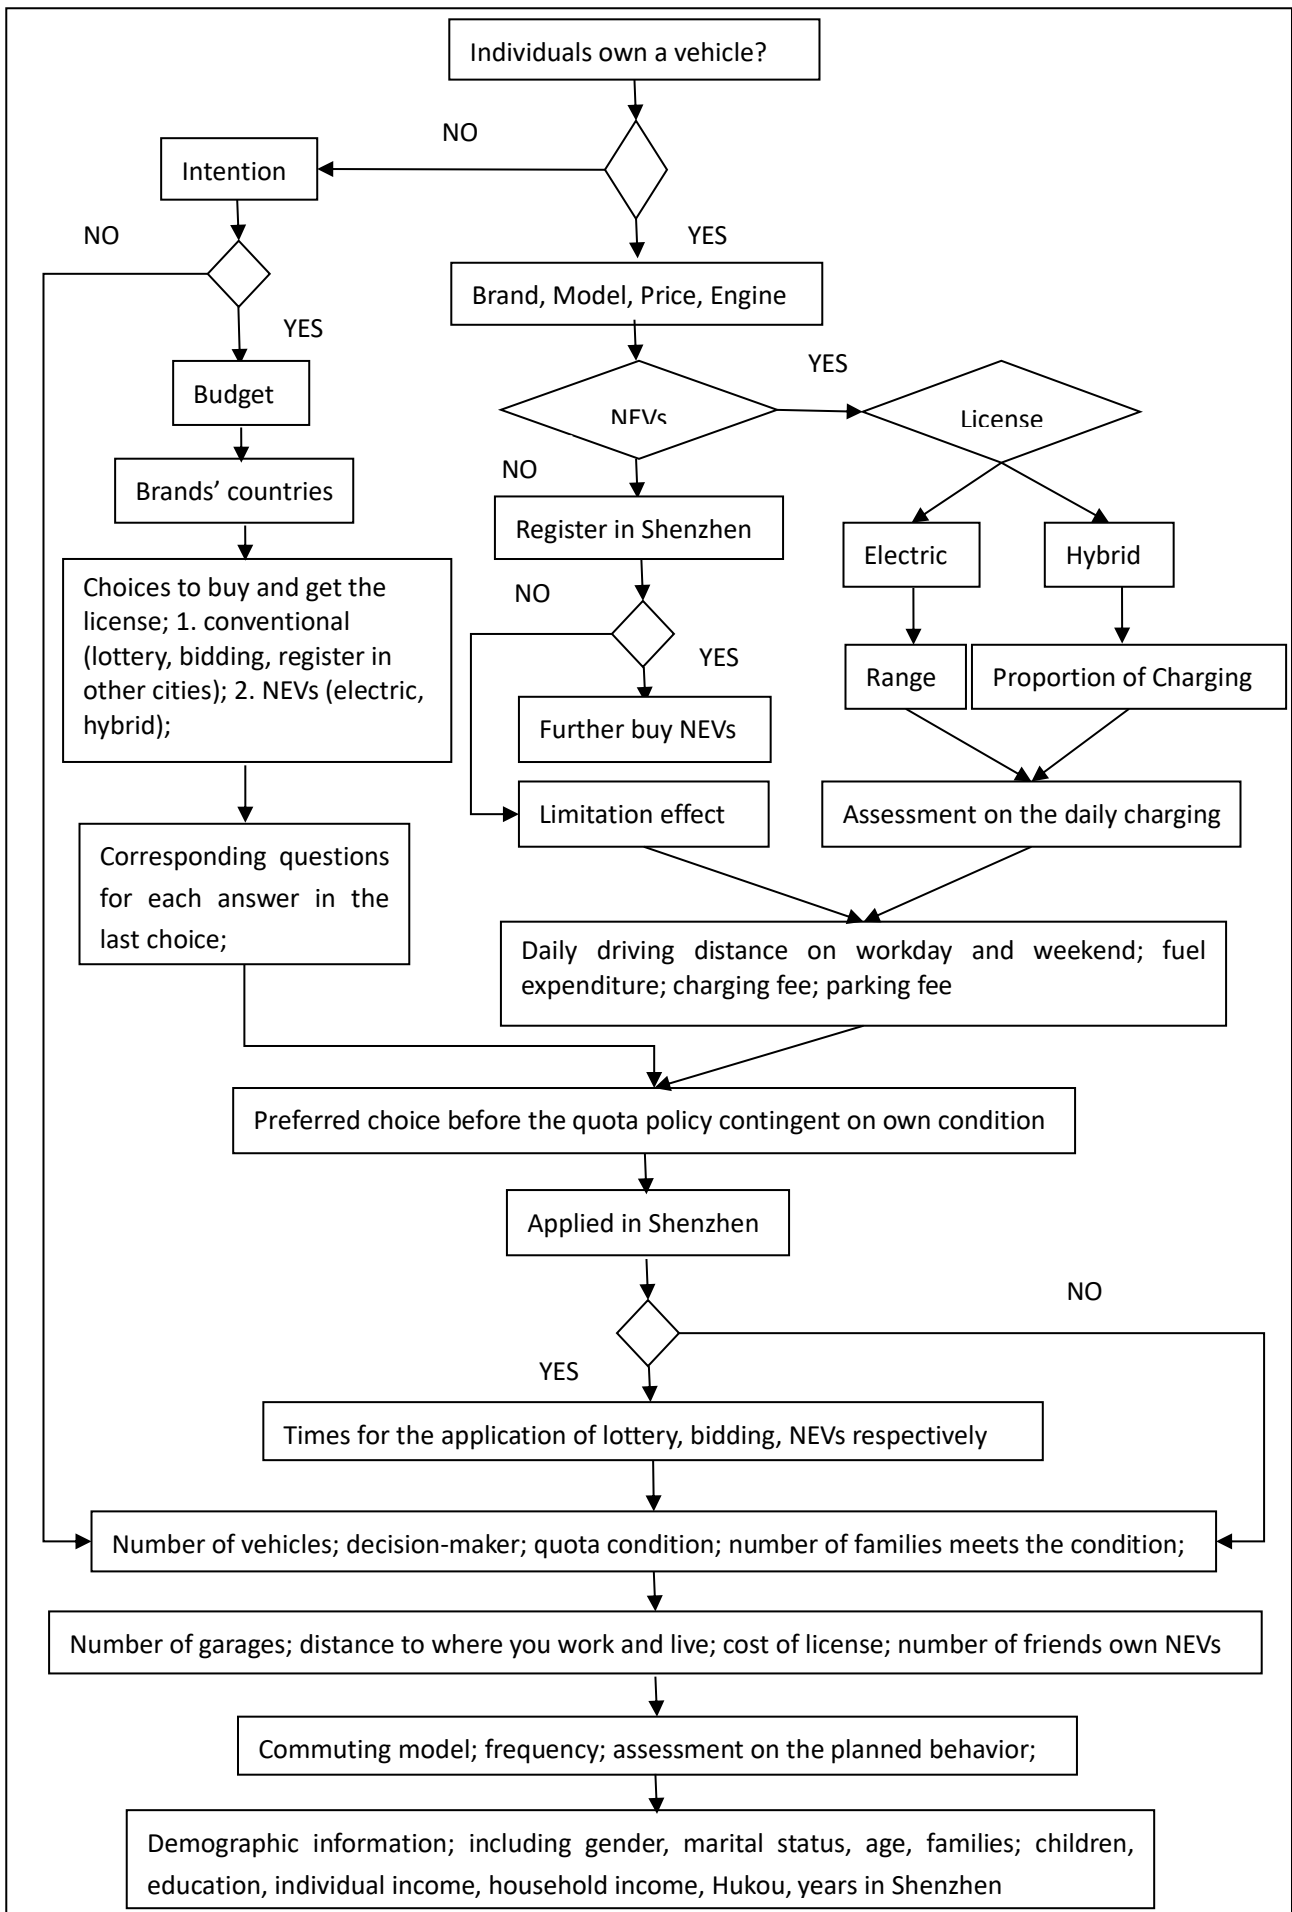 Individuals own a vehicle?
NO
Intention
NO
YES
YES
Brand, Model, Price, Engine
Budget
YES
NEVs
License
Brands’ countries
NO
Register in Shenzhen
Electric
Hybrid
Choices to buy and get the
license; 1. conventional
(lottery, bidding, register in
other cities); 2. NEVs (electric,
hybrid);
NO
YES
Range
Proportion of Charging
Further buy NEVs
Limitation effect
Assessment on the daily charging
Corresponding questions
for each answer in the
last choice;
Daily driving distance on workday and weekend; fuel
expenditure; charging fee; parking fee
Preferred choice before the quota policy contingent on own condition
Applied in Shenzhen
NO
YES
Times for the application of lottery, bidding, NEVs respectively
Number of vehicles; decision-maker; quota condition; number of families meets the condition;
Number of garages; distance to where you work and live; cost of license; number of friends own NEVs
Commuting model; frequency; assessment on the planned behavior;
Demographic information; including gender, marital status, age, families; children,
education, individual income, household income, Hukou, years in Shenzhen